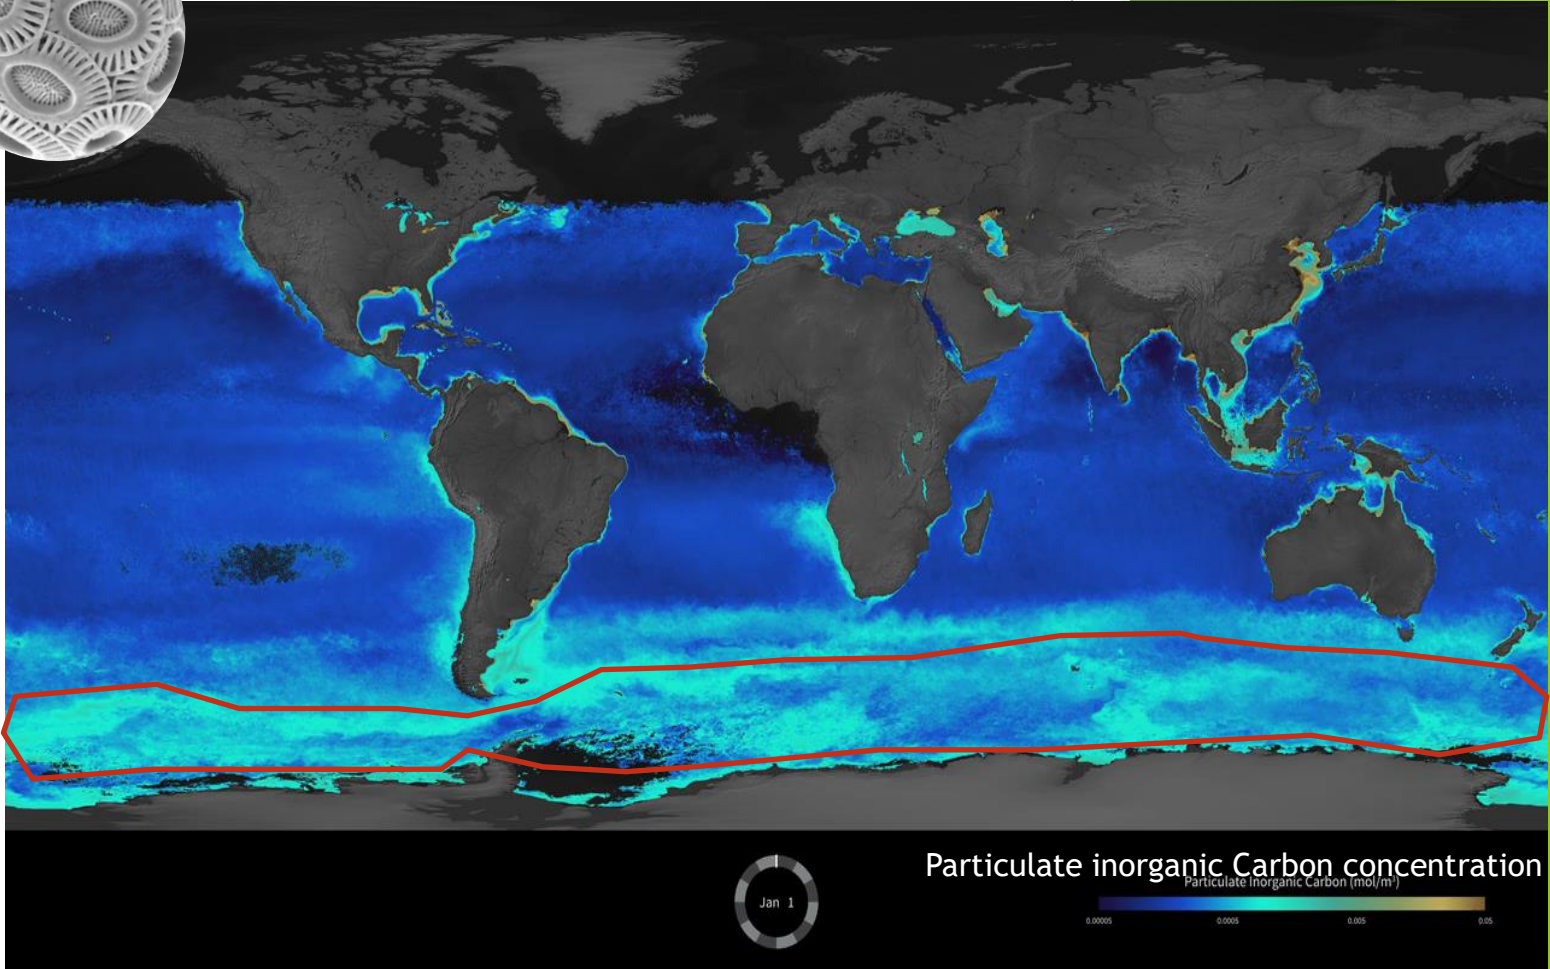 Particulate inorganic Carbon concentration
Particulate Inorganic Carbon (mol/m³)
Jan 1
0.00005 0.0005 0.005 0.05